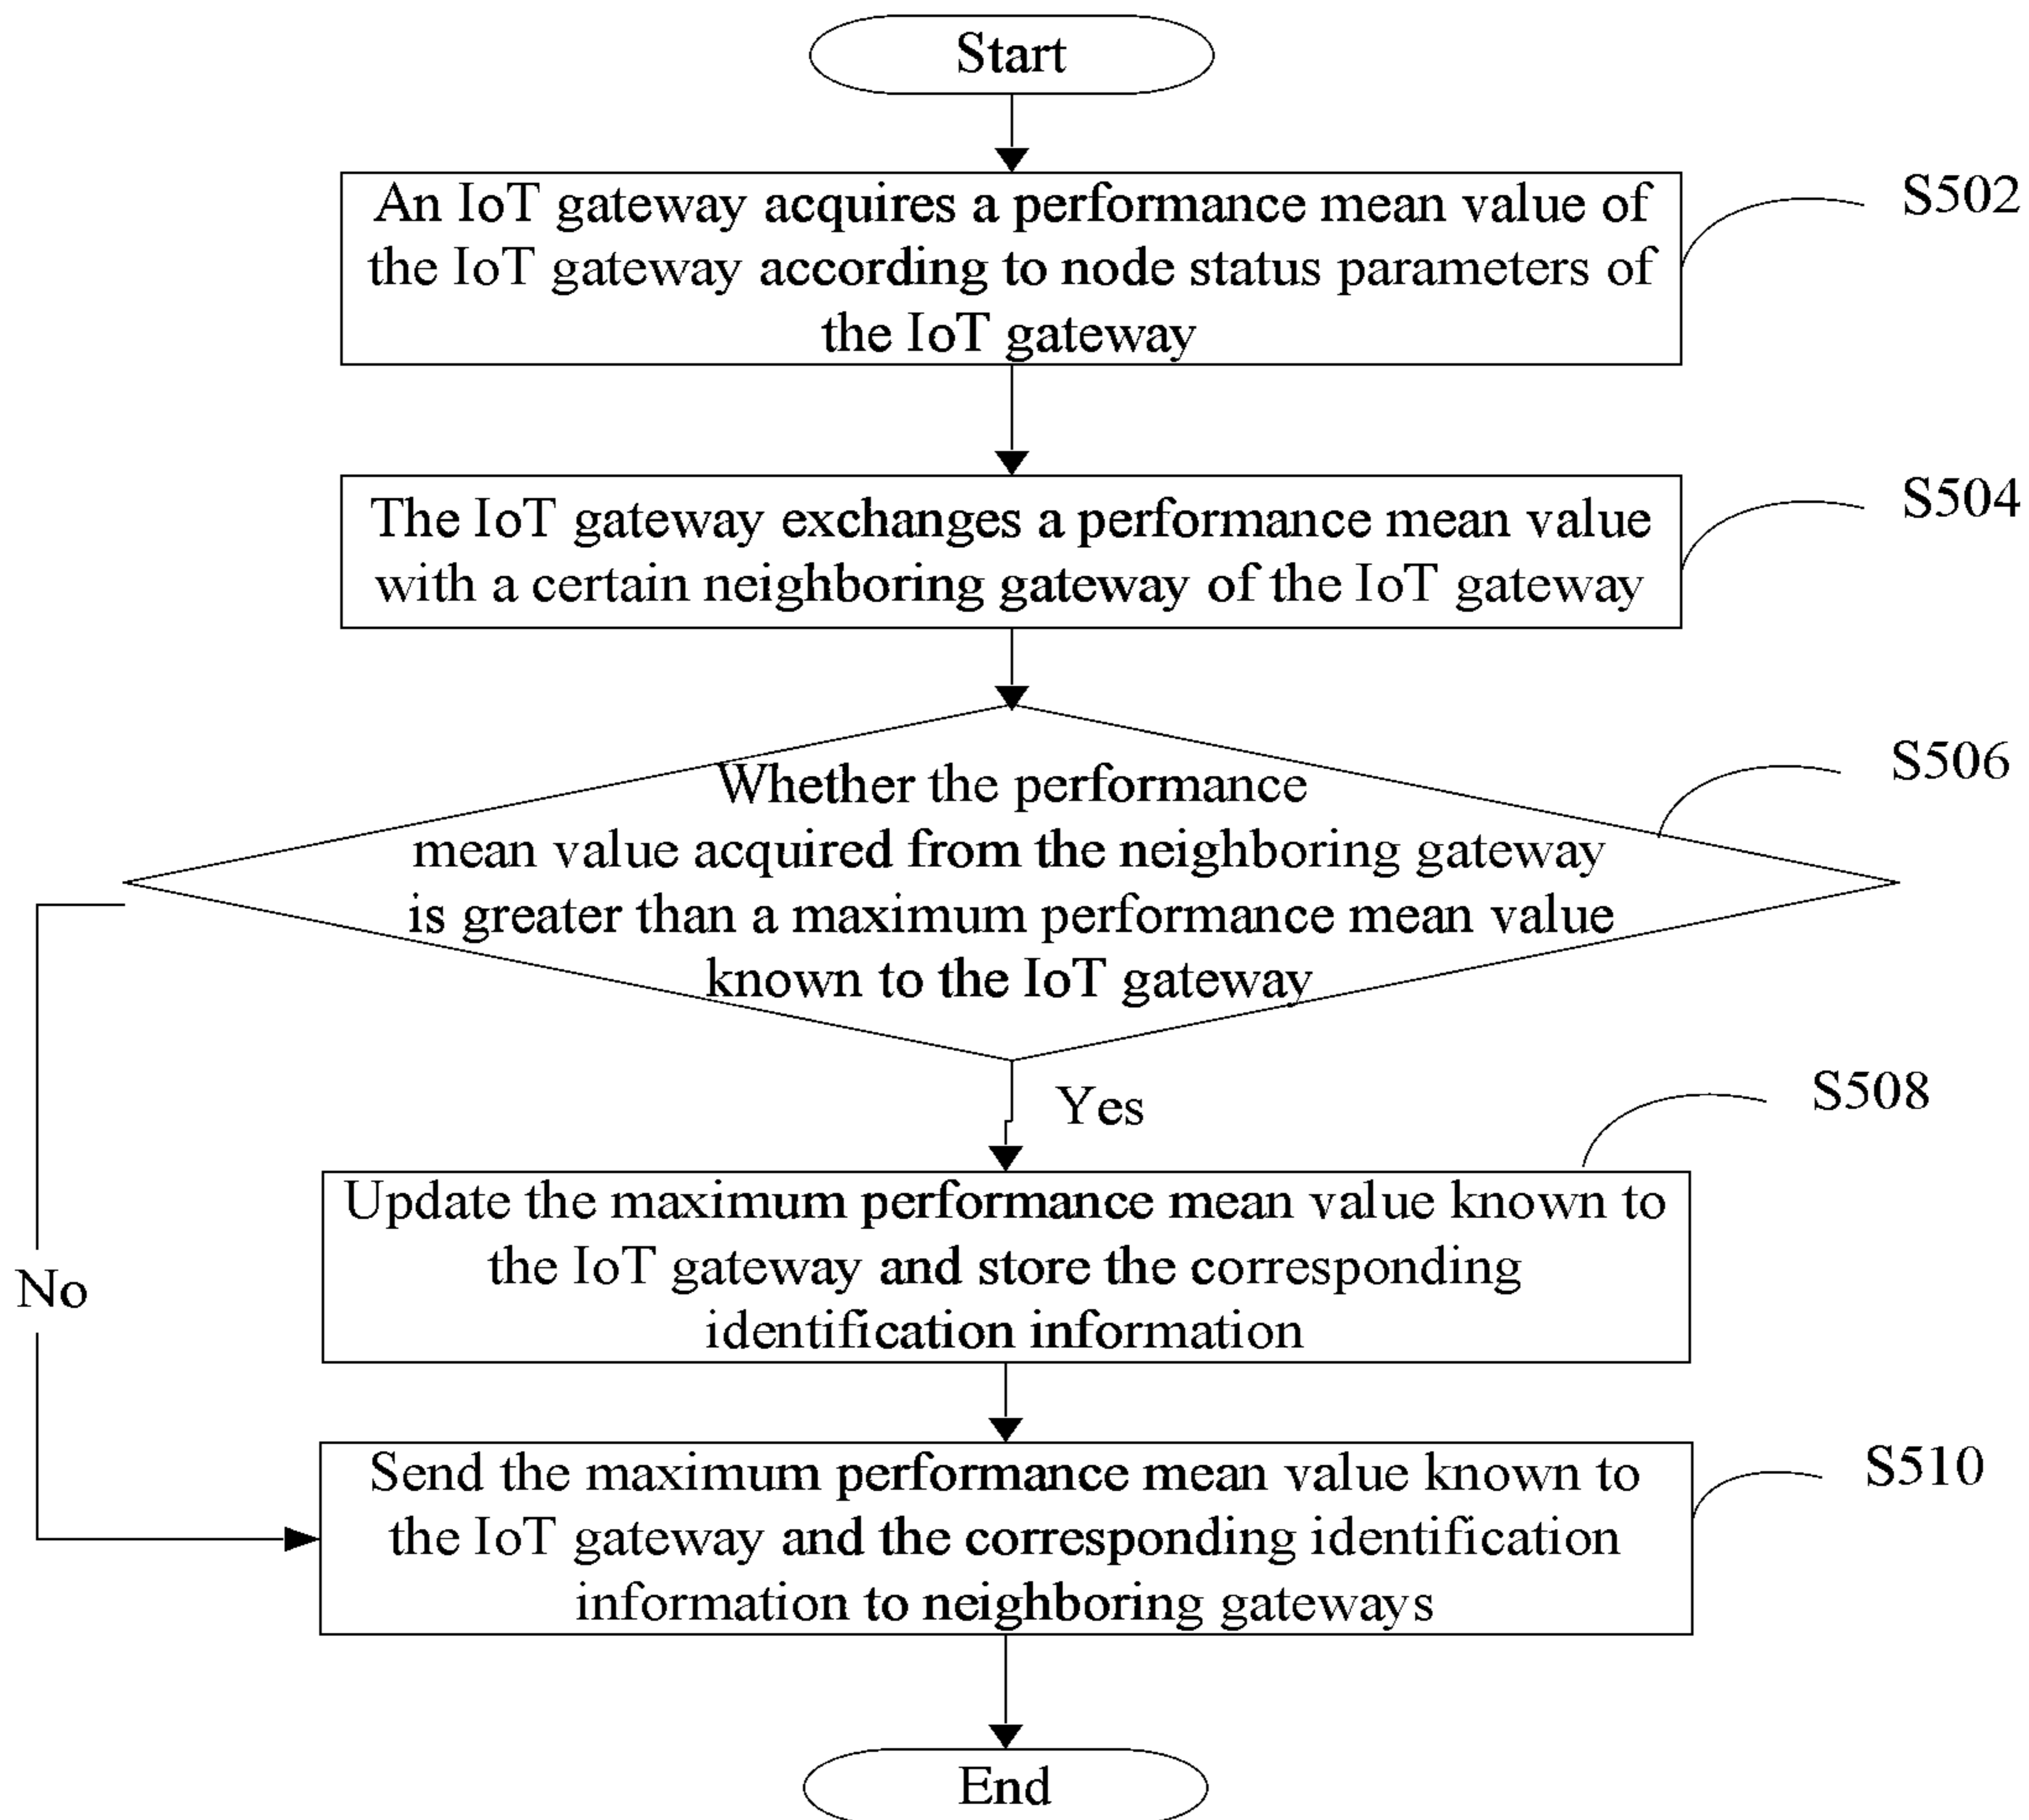 Start
An IoT gateway acquires a performance mean value of
the IoT gateway according to node status parameters of
the IoT gateway
S502
The IoT gateway exchanges a performance mean value
with a certain neighboring gateway of the IoT gateway
S504
Whether the performance
mean value acquired from the neighboring gateway
is greater than a maximum performance mean value
known to the IoT gateway
S506
Yes
S508
Update the maximum performance mean value known to
the IoT gateway and store the corresponding
identification information
No
Send the maximum performance mean value known to
the IoT gateway and the corresponding identification
information to neighboring gateways
S510
End